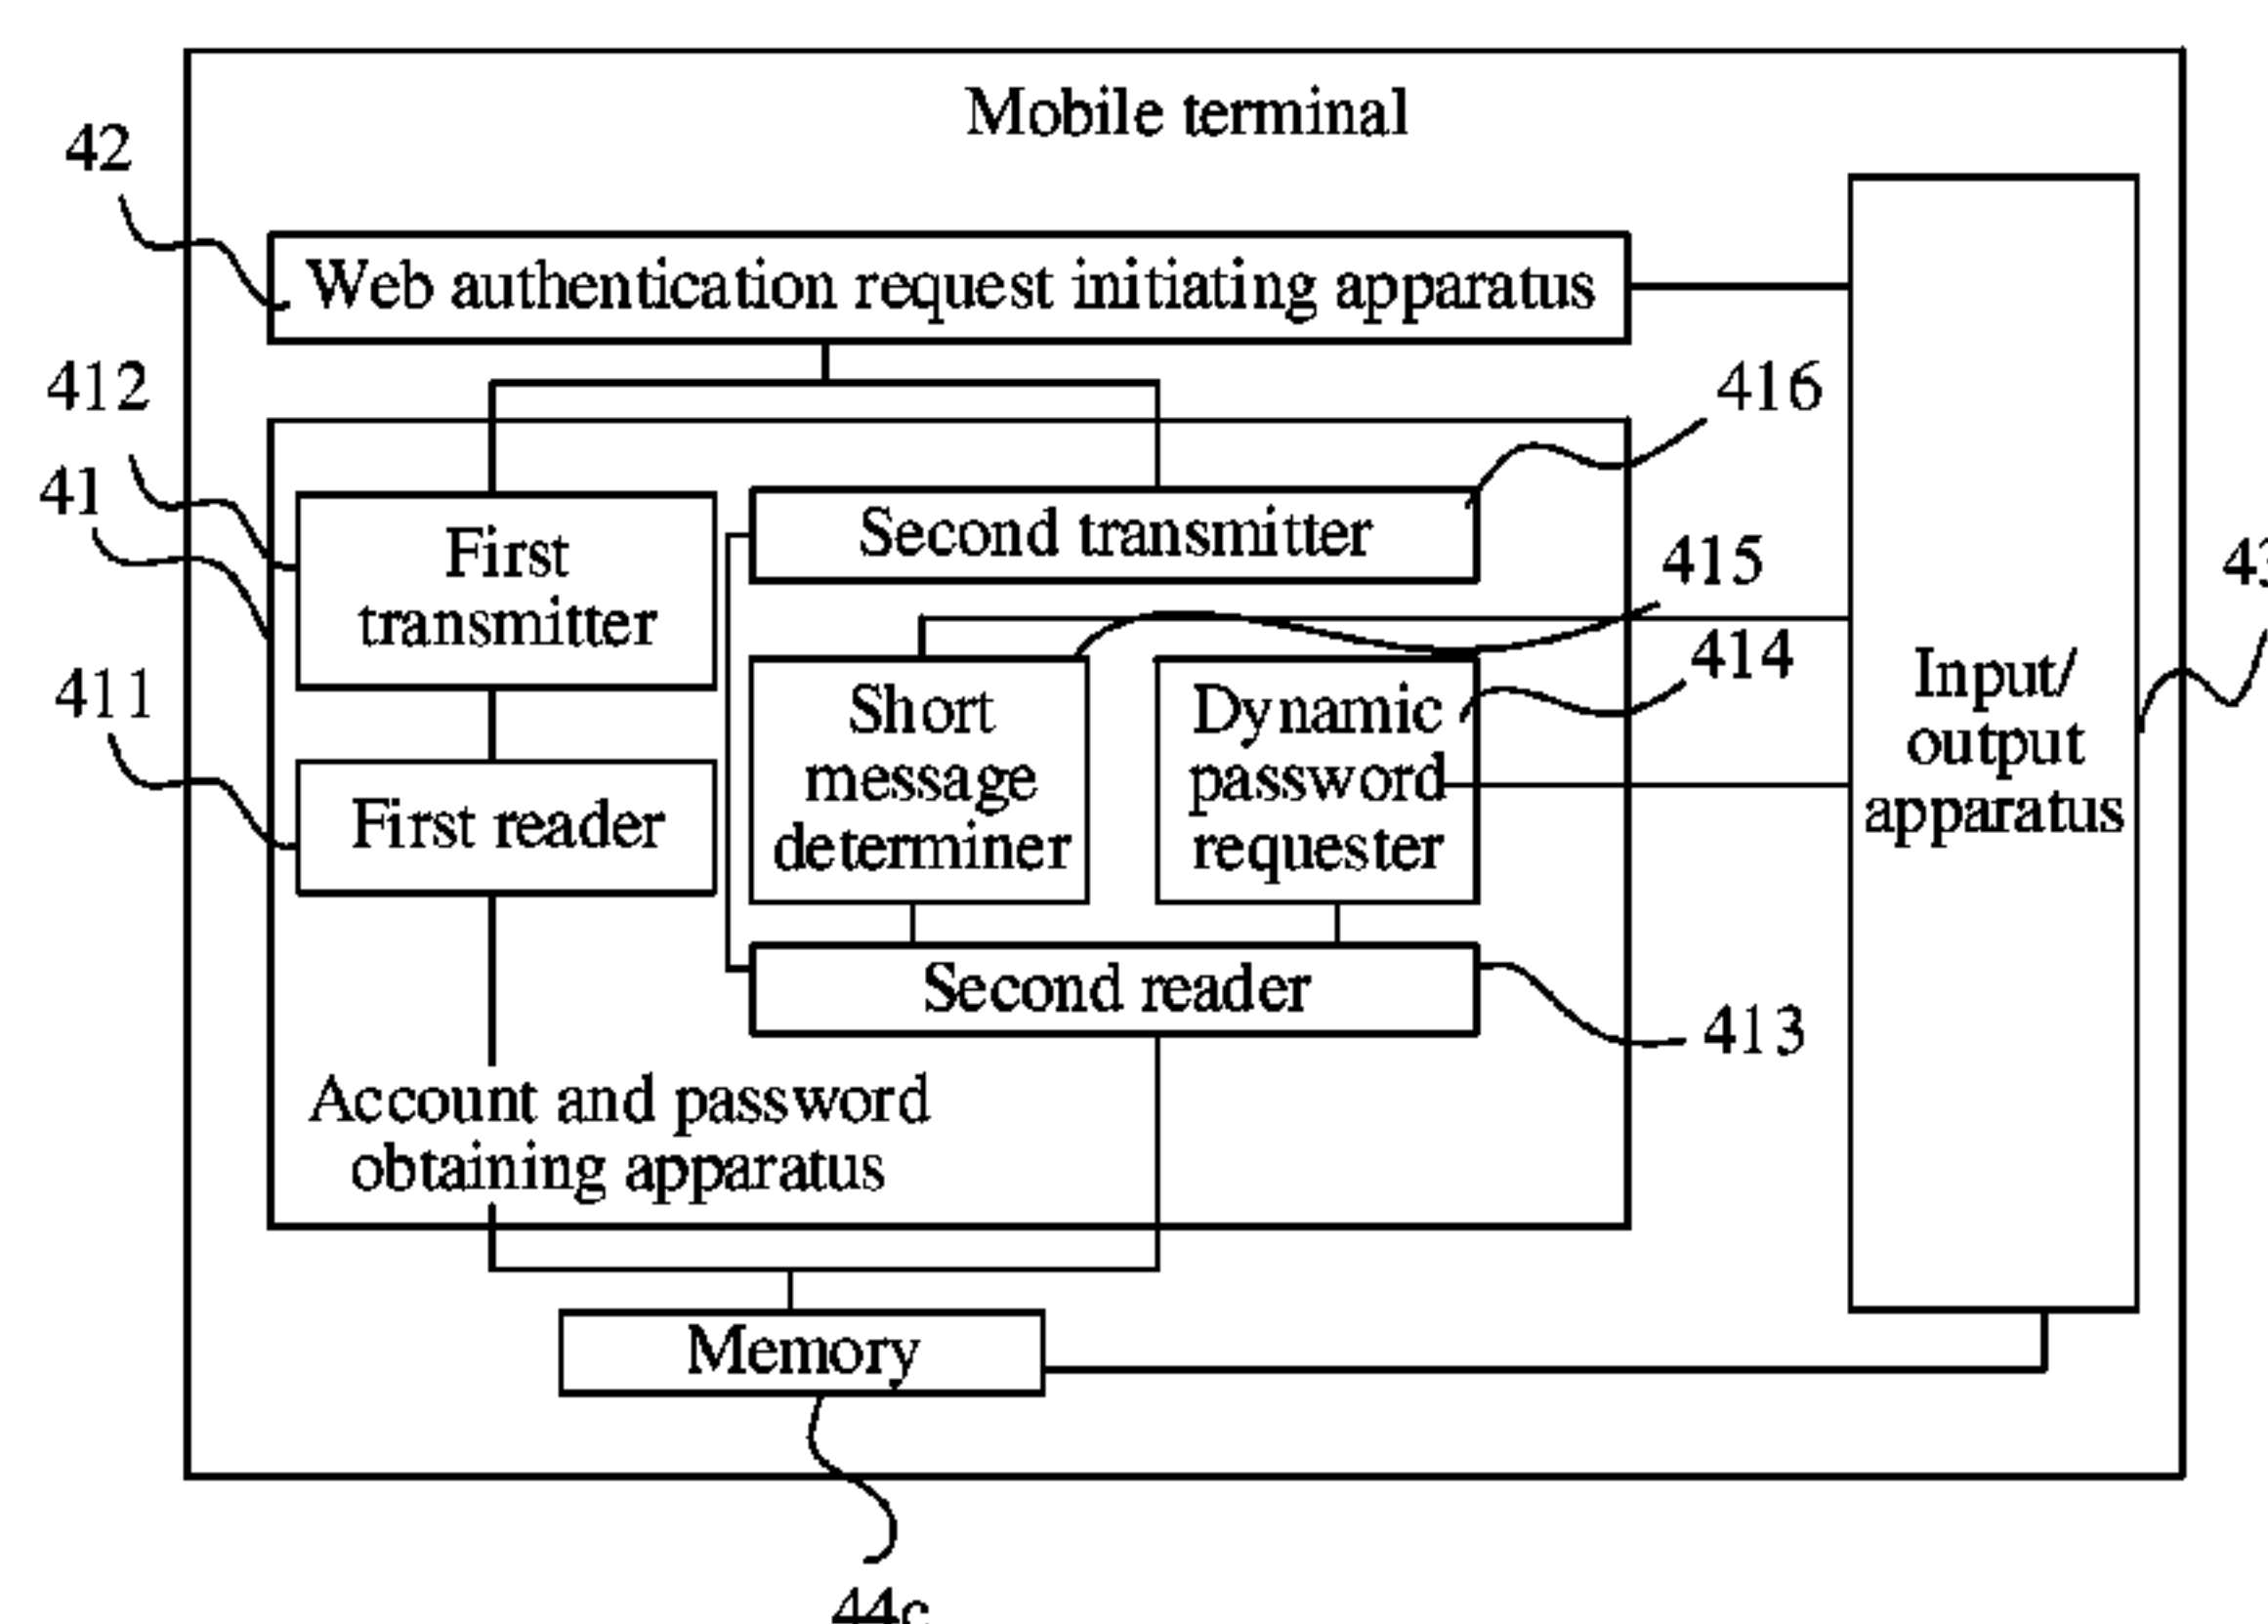 Mobile terminal
42
Web authentication request initiating apparatus
412
416
41
First
transmitter
Second transmitter
415
43
411
First reader
Short
message
determiner
Dynamic
password
requester
414
Input/
output
apparatus
Second reader
413
Account and password
obtaining apparatus
Memory
44c